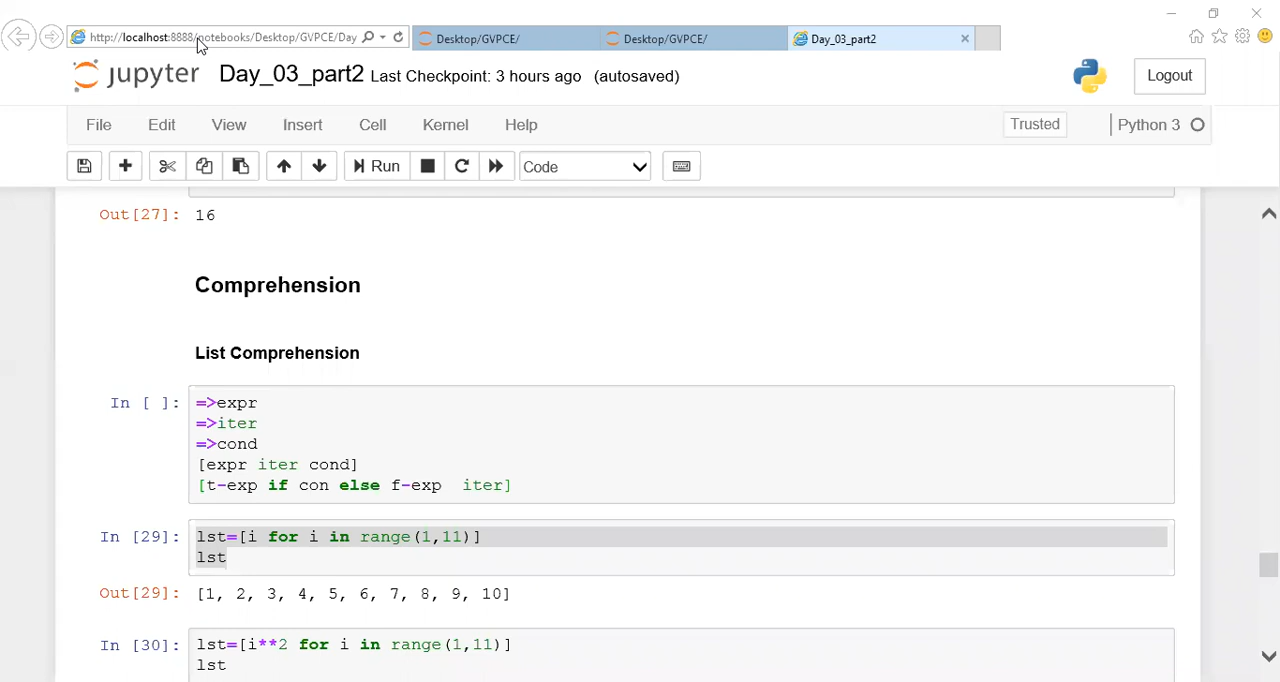 http://localhost:8888/notebooks/Desktop/GVPCE/Day Desktop/GVPCE/ Desktop/GVPCE/ Day_03_part2
jupyter Day_03_part2 Last Checkpoint: 3 hours ago (autosaved) Logout
File Edit View Insert Cell Kernel Help Trusted Python 3
Run Code
Out[27]: 16
Comprehension
List Comprehension
In [ ]: =>expr
=>iter
=>cond
[expr iter cond]
[t-exp if con else f-exp  iter]
In [29]: lst=[i for i in range(1,11)]
lst
Out[29]: [1, 2, 3, 4, 5, 6, 7, 8, 9, 10]
In [30]: lst=[i**2 for i in range(1,11)]
lst